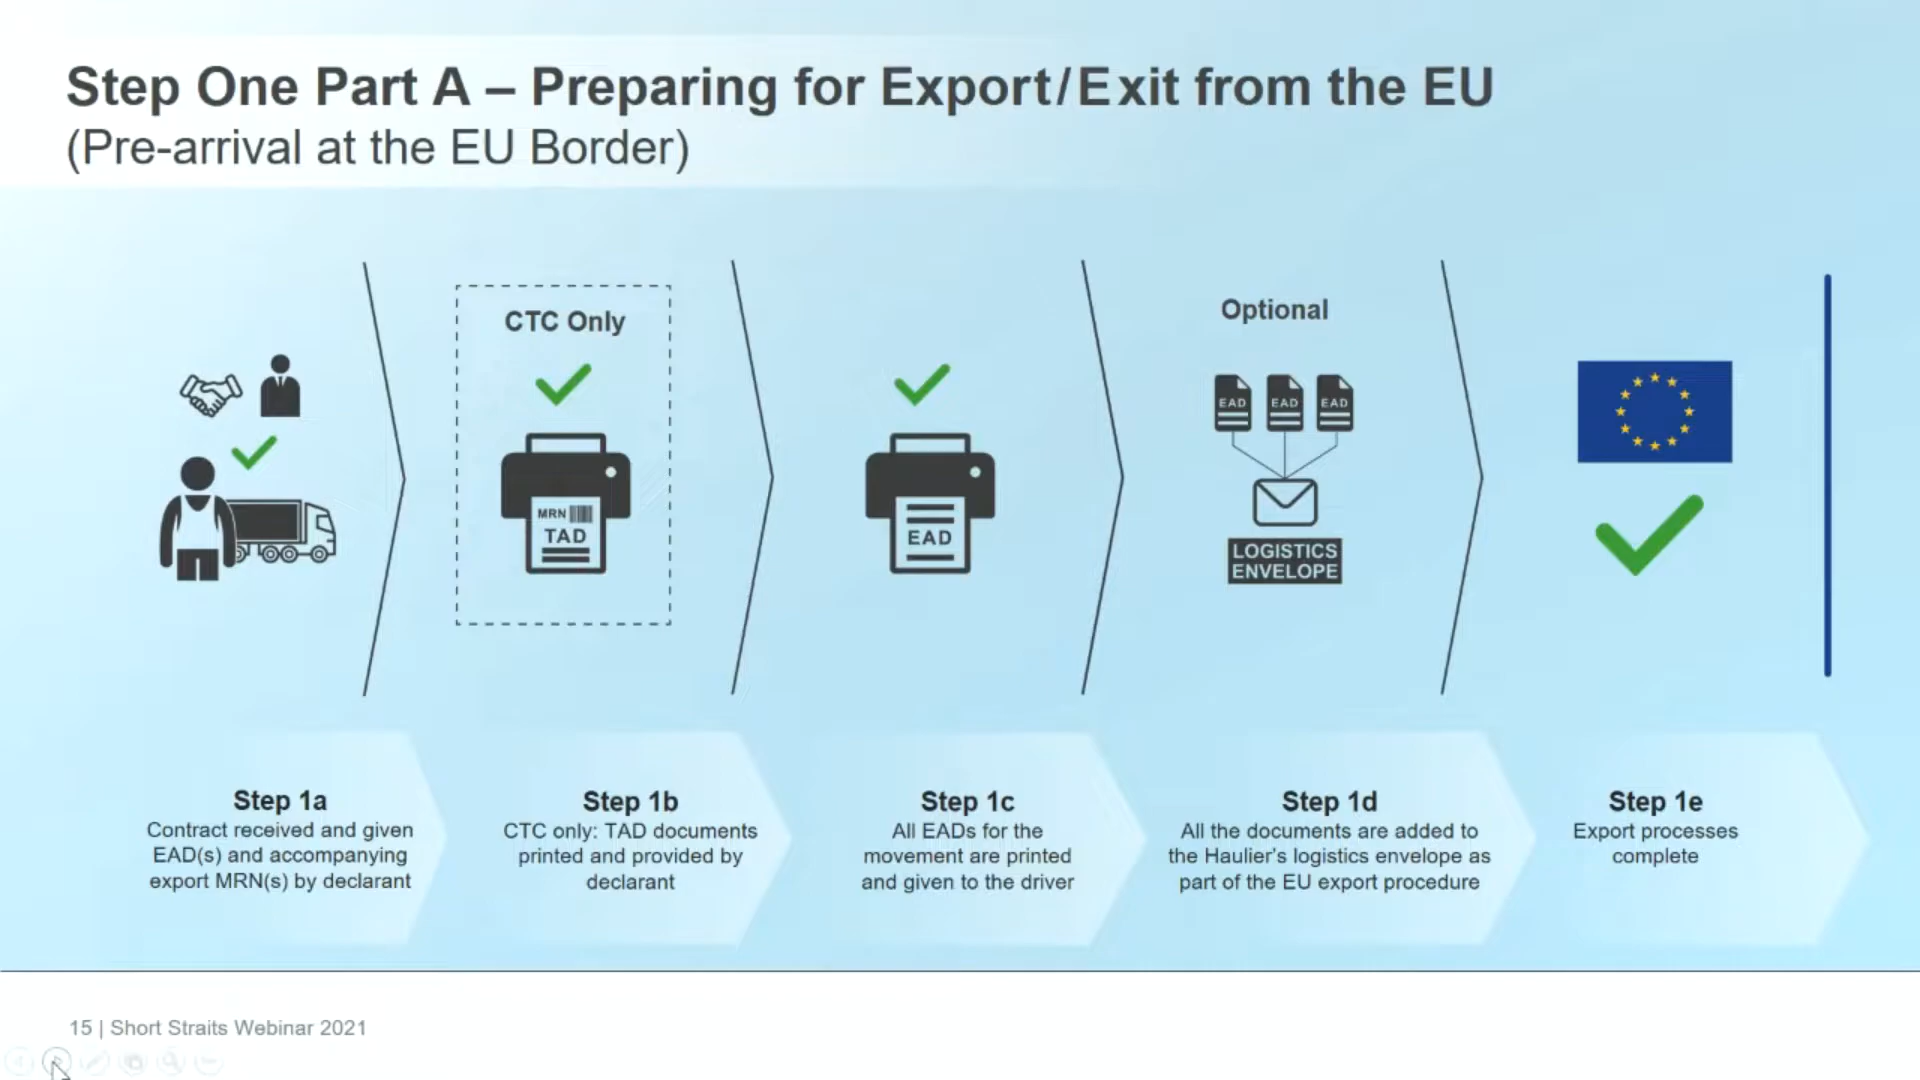 Step One Part A – Preparing for Export/Exit from the EU
(Pre-arrival at the EU Border)
CTC Only
MRN
TAD
EAD
Optional
EAD EAD EAD
LOGISTICS
ENVELOPE
Step 1a
Contract received and given
EAD(s) and accompanying
export MRN(s) by declarant
Step 1b
CTC only: TAD documents
printed and provided by
declarant
Step 1c
All EADs for the
movement are printed
and given to the driver
Step 1d
All the documents are added to
the Haulier's logistics envelope as
part of the EU export procedure
Step 1e
Export processes
complete
15 | Short Straits Webinar 2021